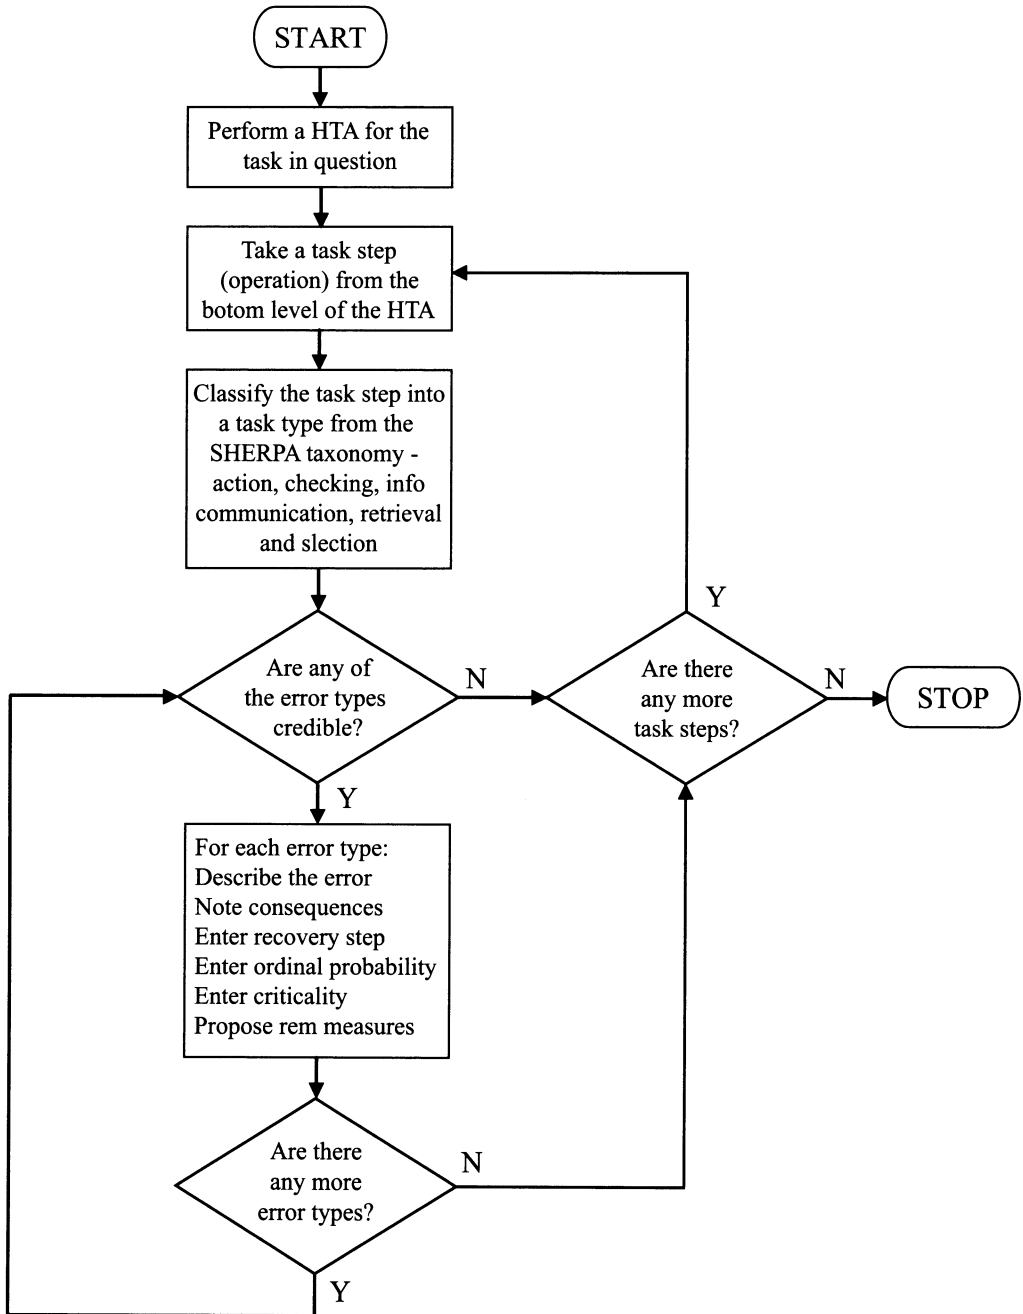 START
Perform a HTA for the
task in question
Take a task step
(operation) from the
botom level of the HTA
Classify the task step into
a task type from the
SHERPA taxonomy -
action, checking, info
communication, retrieval
and slection
Y
Are any of
the error types
credible?
N
Are there
any more
task steps?
N
STOP
Y
For each error type:
Describe the error
Note consequences
Enter recovery step
Enter ordinal probability
Enter criticality
Propose rem measures
Are there
any more
error types?
N
Y